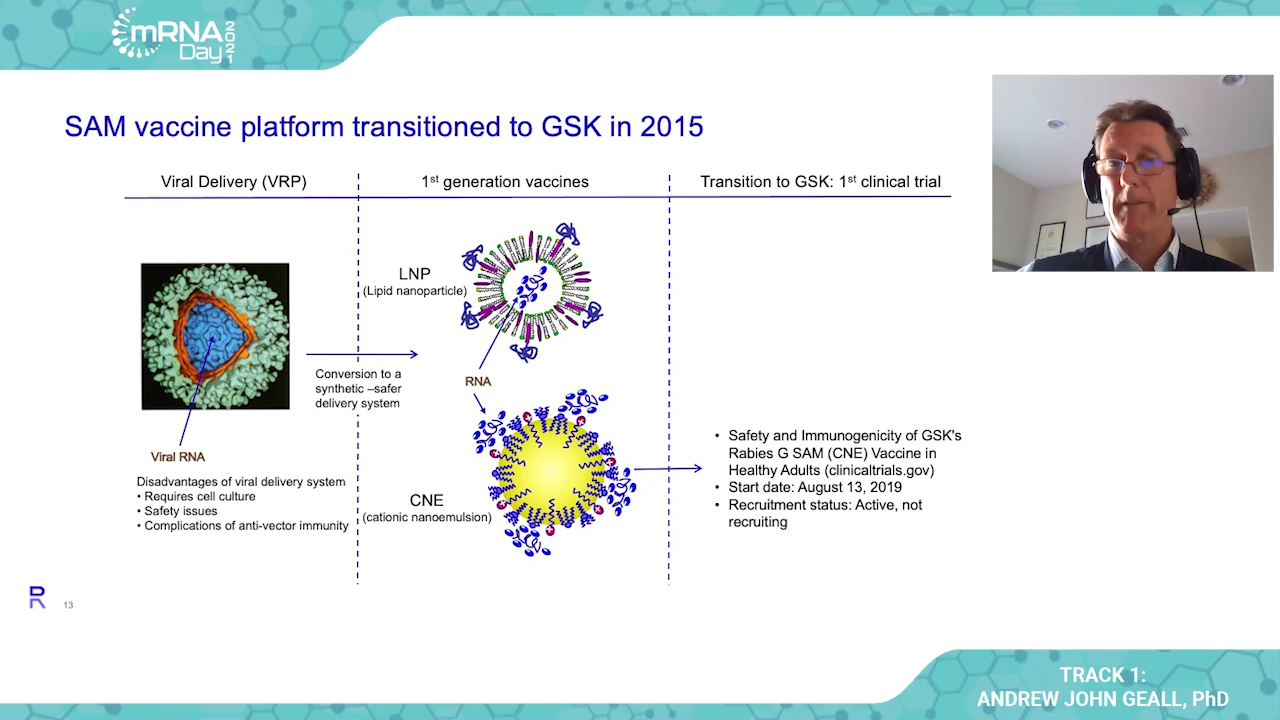 mRNA
Day
2021
SAM vaccine platform transitioned to GSK in 2015
Viral Delivery (VRP)
1st generation vaccines
Transition to GSK: 1st clinical trial
LNP
(Lipid nanoparticle)
Conversion to a
synthetic –safer
delivery system
RNA
Viral RNA
Disadvantages of viral delivery system
• Requires cell culture
• Safety issues
• Complications of anti-vector immunity
CNE
(cationic nanoemulsion)
• Safety and Immunogenicity of GSK's
Rabies G SAM (CNE) Vaccine in
Healthy Adults (clinicaltrials.gov)
• Start date: August 13, 2019
• Recruitment status: Active, not
recruiting
R
13
TRACK 1:
ANDREW JOHN GEALL, PhD